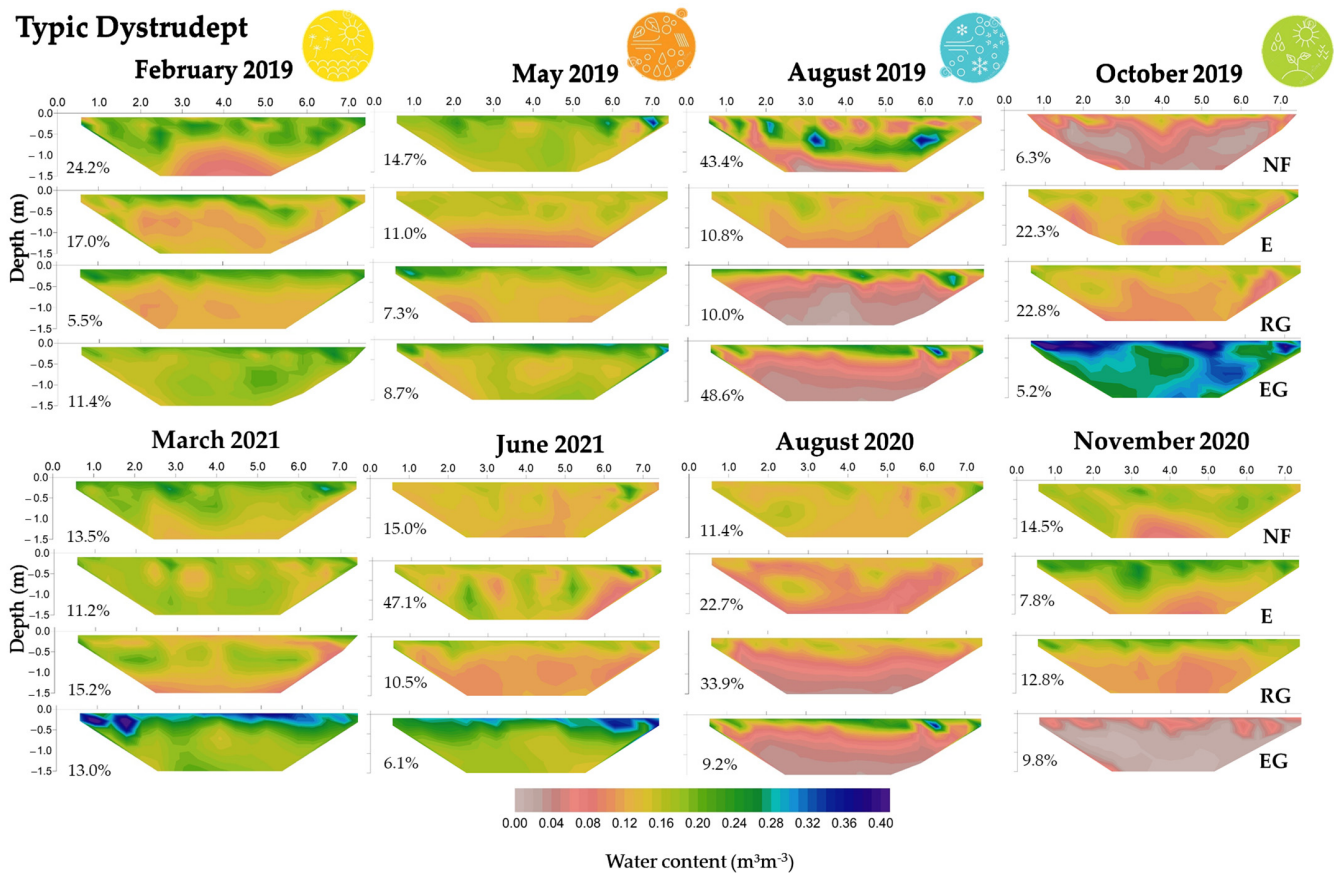 Typic Dystrudept
February 2019
May 2019
August 2019
October 2019
0.0 1.0 2.0 3.0 4.0 5.0 6.0 7.0
0.0 1.0 2.0 3.0 4.0 5.0 6.0 7.0
0.0 1.0 2.0 3.0 4.0 5.0 6.0 7.0
0.0 1.0 2.0 3.0 4.0 5.0 6.0 7.0
Depth (m)
0.0
−0.5
−1.0
−1.5
24.2%
14.7%
43.4%
6.3%
NF
0.0
−0.5
−1.0
−1.5
17.0%
11.0%
10.8%
22.3%
E
0.0
−0.5
−1.0
−1.5
5.5%
7.3%
10.0%
22.8%
RG
0.0
−0.5
−1.0
−1.5
11.4%
8.7%
48.6%
5.2%
EG
March 2021
June 2021
August 2020
November 2020
0.0 1.0 2.0 3.0 4.0 5.0 6.0 7.0
0.0 1.0 2.0 3.0 4.0 5.0 6.0 7.0
0.0 1.0 2.0 3.0 4.0 5.0 6.0 7.0
0.0 1.0 2.0 3.0 4.0 5.0 6.0 7.0
Depth (m)
0.0
−0.5
−1.0
−1.5
13.5%
15.0%
11.4%
14.5%
NF
0.0
−0.5
−1.0
−1.5
11.2%
47.1%
22.7%
7.8%
E
0.0
−0.5
−1.0
−1.5
15.2%
10.5%
33.9%
12.8%
RG
0.0
−0.5
−1.0
−1.5
13.0%
6.1%
9.2%
9.8%
EG
0.00 0.04 0.08 0.12 0.16 0.20 0.24 0.28 0.32 0.36 0.40
Water content (m³m⁻³)